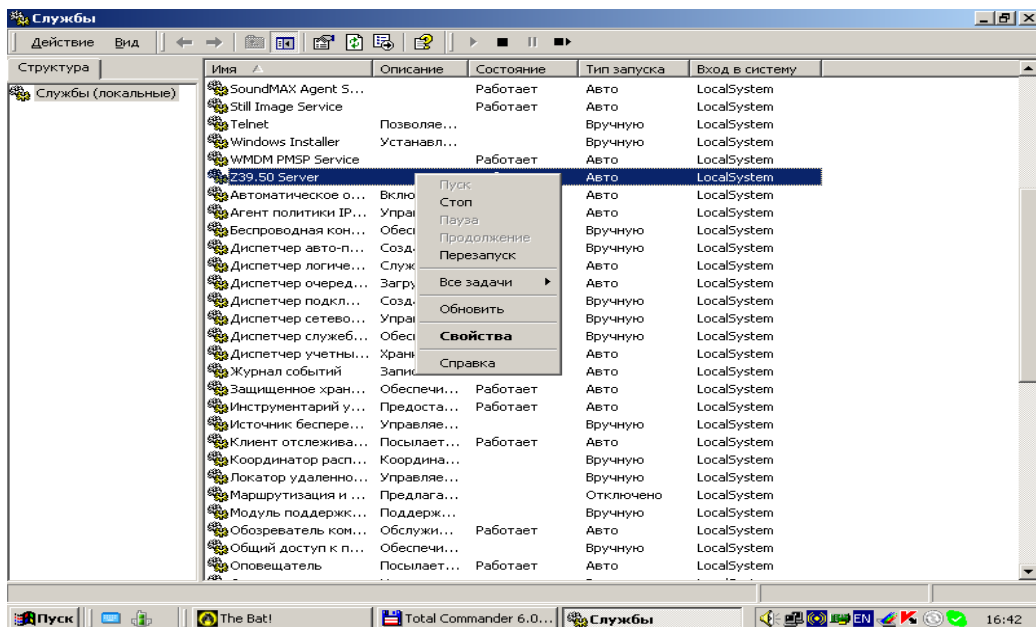 Службы
Действие Вид
Структура
Службы (локальные)
Имя Описание Состояние Тип запуска Вход в систему
SoundMAX Agent S... Работает Авто LocalSystem
Still Image Service Работает Авто LocalSystem
Telnet Позволяе... Вручную LocalSystem
Windows Installer Устанавл... Вручную LocalSystem
WMDM PMSP Service Работает Авто LocalSystem
Z39.50 Server Авто LocalSystem
Автоматическое о... Вклю Авто LocalSystem
Агент политики IP... Упра Авто LocalSystem
Беспроводная кон... Обес Вручную LocalSystem
Диспетчер авто-п... Созд Вручную LocalSystem
Диспетчер логиче... Служ Авто LocalSystem
Диспетчер очеред... Загру Авто LocalSystem
Диспетчер подкл... Созд Вручную LocalSystem
Диспетчер сетево... Упра Вручную LocalSystem
Диспетчер служеб... Обес Вручную LocalSystem
Диспетчер учетны... Хран Авто LocalSystem
Журнал событий Запис Авто LocalSystem
Защищенное хран... Обеспечи... Работает Авто LocalSystem
Инструментарий у... Предоста... Работает Авто LocalSystem
Источник беспере... Управляе... Вручную LocalSystem
Клиент отслежива... Посылает... Работает Авто LocalSystem
Координатор расп... Координа... Вручную LocalSystem
Локатор удаленно... Управляе... Вручную LocalSystem
Маршрутизация и ... Предлага... Отключено LocalSystem
Модуль поддержк... Поддерж... Вручную LocalSystem
Обозреватель ком... Обслужи... Работает Авто LocalSystem
Общий доступ к п... Обеспечи... Вручную LocalSystem
Оповещатель Посылает... Работает Авто LocalSystem
Пуск
Стоп
Пауза
Продолжение
Перезапуск
Все задачи
Обновить
Свойства
Справка
Пуск The Bat! Total Commander 6.0... Службы EN 16:42